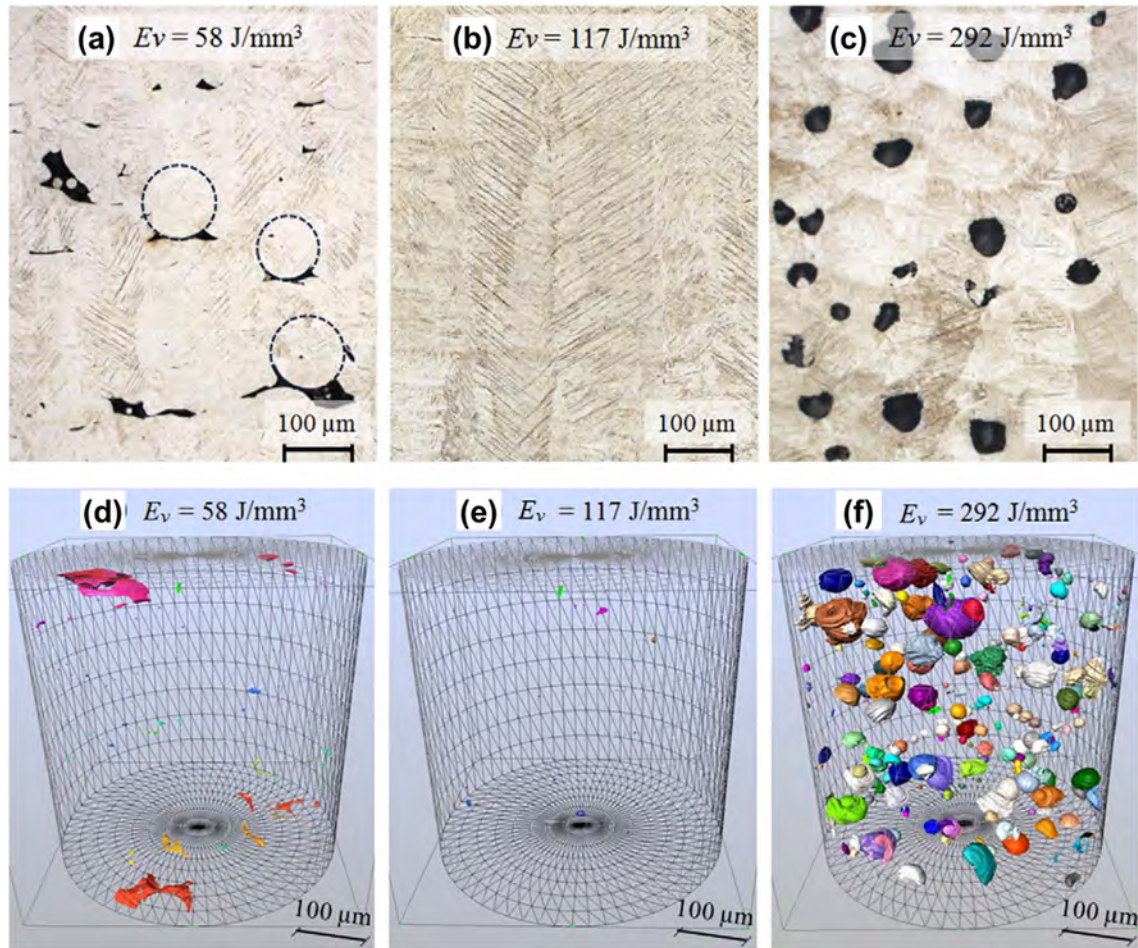 (a) Ev = 58 J/mm³
(b) Ev = 117 J/mm³
(c) Ev = 292 J/mm³
100 µm
100 µm
100 µm
(d) Ev = 58 J/mm³
(e) Ev = 117 J/mm³
(f) Ev = 292 J/mm³
100 µm
100 µm
100 µm